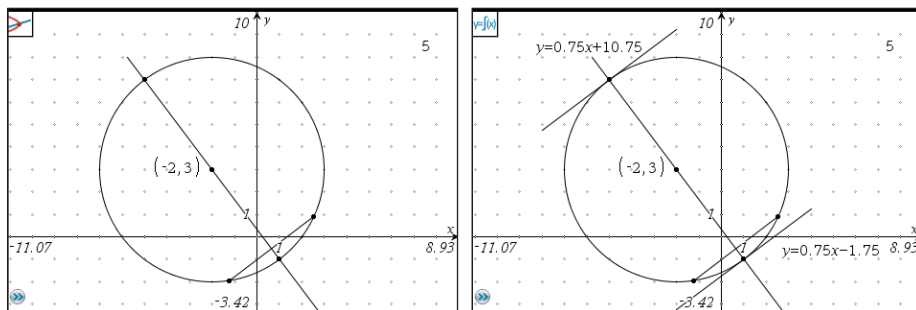 10 y
5
(-2,3)
1
x
-11.07
1
8.93
-3.42
y=∫(x)
10 y
y=0.75x+10.75
5
(-2,3)
1
x
-11.07
1
8.93
y=0.75x−1.75
-3.42